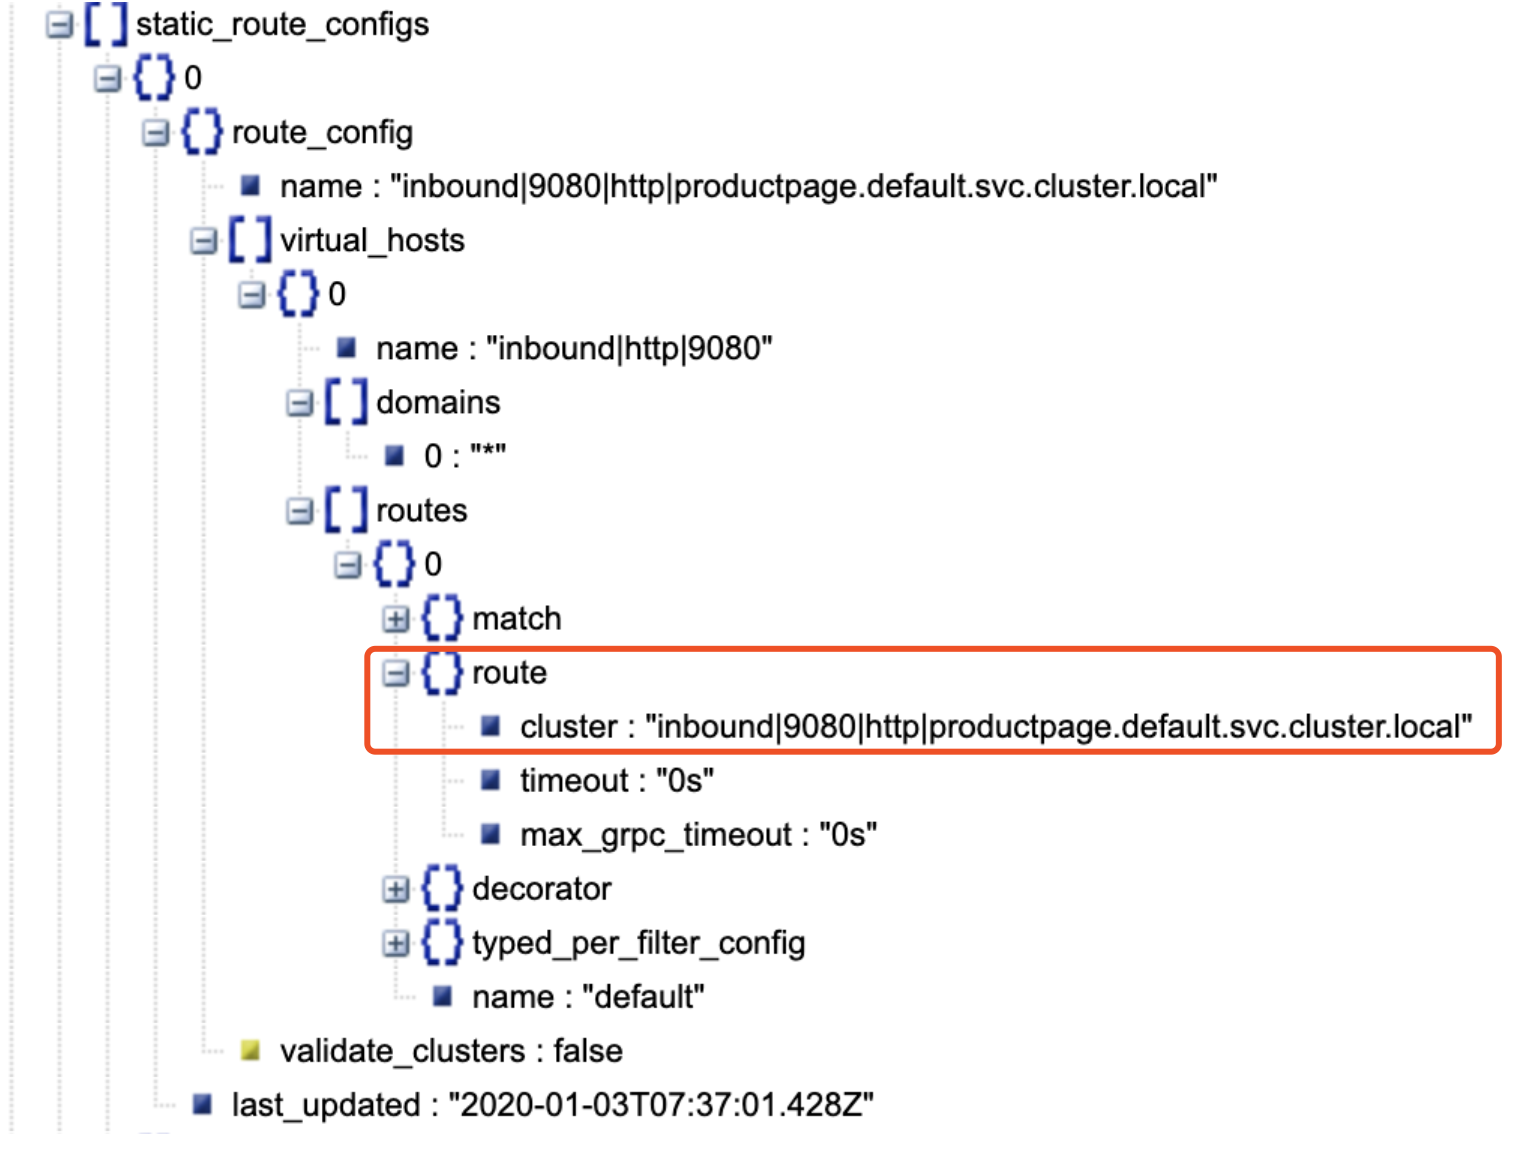 static_route_configs
0
route_config
name : "inbound|9080|http|productpage.default.svc.cluster.local"
virtual_hosts
0
name : "inbound|http|9080"
domains
0 : "*"
routes
0
match
route
cluster : "inbound|9080|http|productpage.default.svc.cluster.local"
timeout : "0s"
max_grpc_timeout : "0s"
decorator
typed_per_filter_config
name : "default"
validate_clusters : false
last_updated : "2020-01-03T07:37:01.428Z"